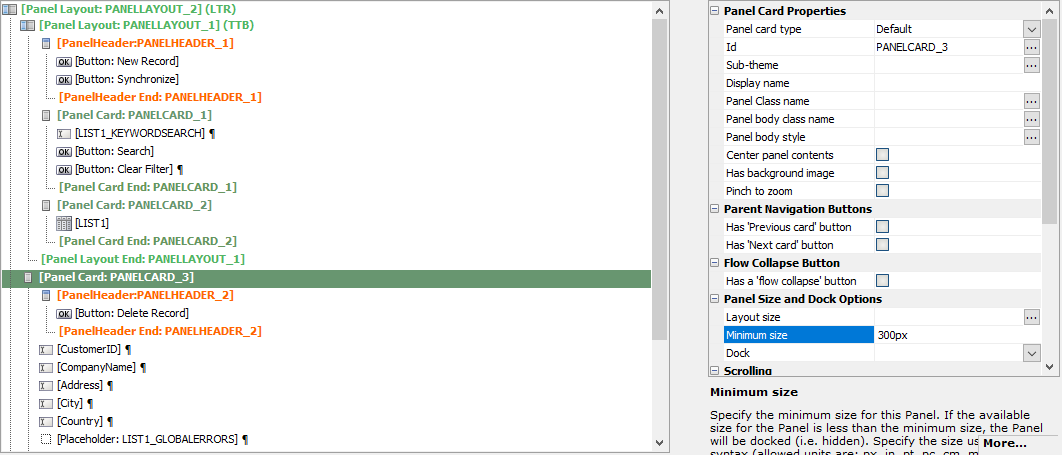 [Panel Layout: PANELLAYOUT_2] (LTR)
[Panel Layout: PANELLAYOUT_1] (TTB)
[PanelHeader:PANELHEADER_1]
OK [Button: New Record]
OK [Button: Synchronize]
[PanelHeader End: PANELHEADER_1]
[Panel Card: PANELCARD_1]
[LIST1_KEYWORDSEARCH] ¶
OK [Button: Search]
OK [Button: Clear Filter] ¶
[Panel Card End: PANELCARD_1]
[Panel Card: PANELCARD_2]
[LIST1]
[Panel Card End: PANELCARD_2]
[Panel Layout End: PANELLAYOUT_1]
[Panel Card: PANELCARD_3]
[PanelHeader:PANELHEADER_2]
OK [Button: Delete Record]
[PanelHeader End: PANELHEADER_2]
[CustomerID] ¶
[CompanyName] ¶
[Address] ¶
[City] ¶
[Country] ¶
[Placeholder: LIST1_GLOBALERRORS] ¶
Panel Card Properties
Panel card type Default
Id PANELCARD_3 ...
Sub-theme ...
Display name
Panel Class name ...
Panel body class name ...
Panel body style ...
Center panel contents
Has background image
Pinch to zoom
Parent Navigation Buttons
Has 'Previous card' button
Has 'Next card' button
Flow Collapse Button
Has a 'flow collapse' button
Panel Size and Dock Options
Layout size ...
Minimum size 300px
Dock
Scrolling
Minimum size
Specify the minimum size for this Panel. If the available
size for the Panel is less than the minimum size, the Panel
will be docked (i.e. hidden). Specify the size us
More...
syntax (allowed units are: px, in, pt, pc, cm, m